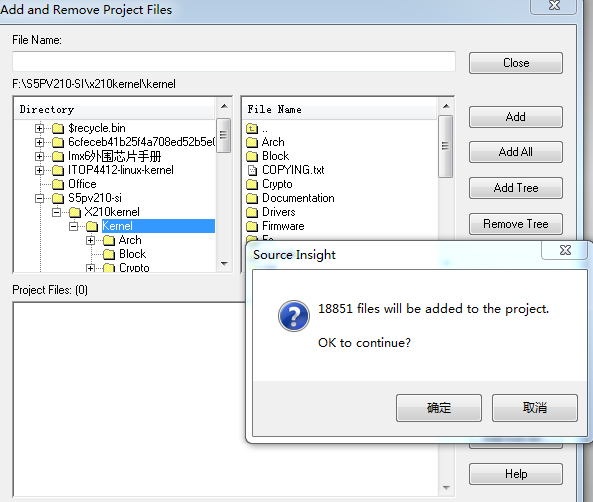 Add and Remove Project Files
File Name:
Close
F:\S5PV210-SI\x210kernel\kernel
Directory
File Name
$recycle.bin
6cfeceb41b25f4a708ed52b5e0
Imx6外围芯片手册
ITOP4412-linux-kernel
Office
S5pv210-si
X210kernel
Kernel
Arch
Block
Crypto
..
Arch
Block
COPYING.txt
Crypto
Documentation
Drivers
Firmware
Add
Add All
Add Tree
Remove Tree
Project Files: (0)
Source Insight
18851 files will be added to the project.
OK to continue?
确定
取消
Help